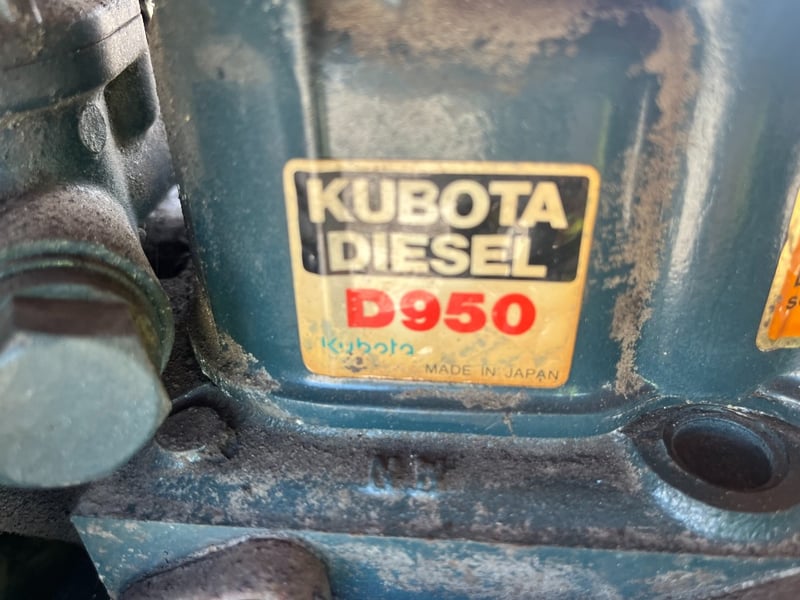 KUBOTA
DIESEL
D950
Kubota
MADE IN JAPAN